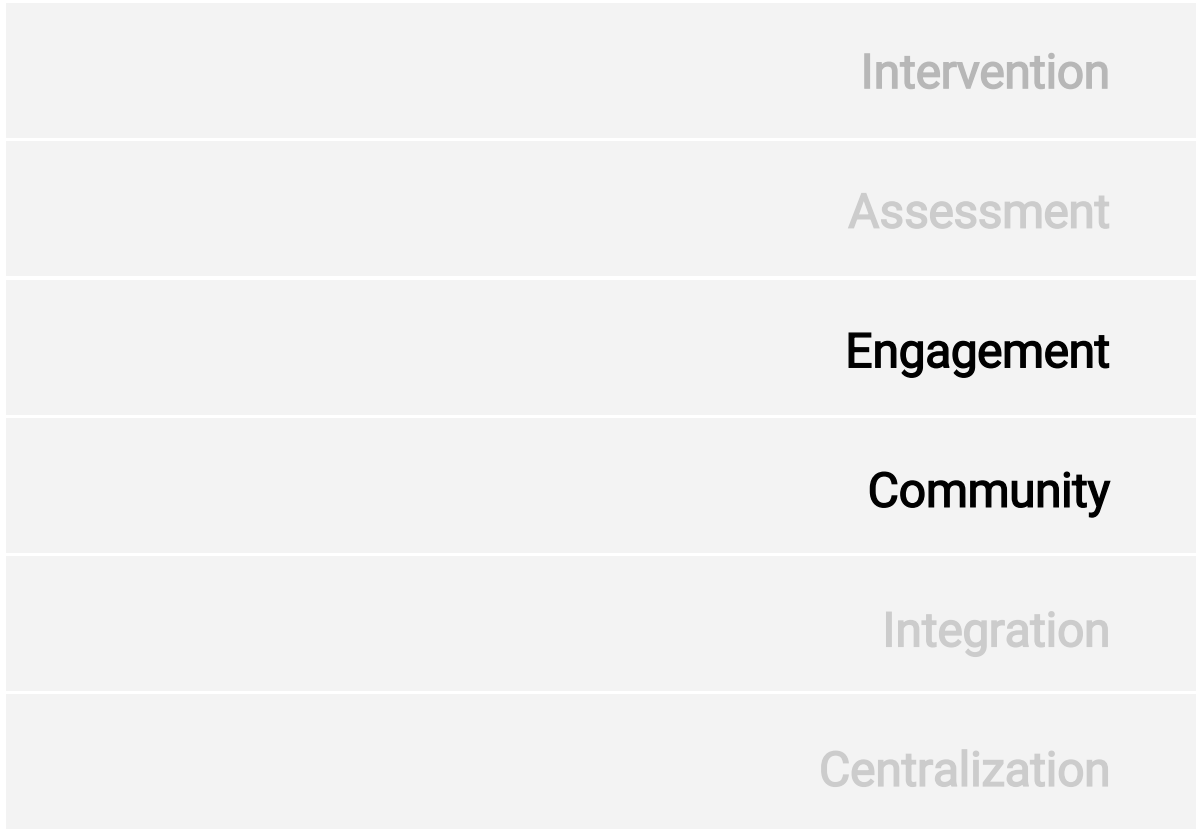 Intervention
Assessment
Engagement
Community
Integration
Centralization